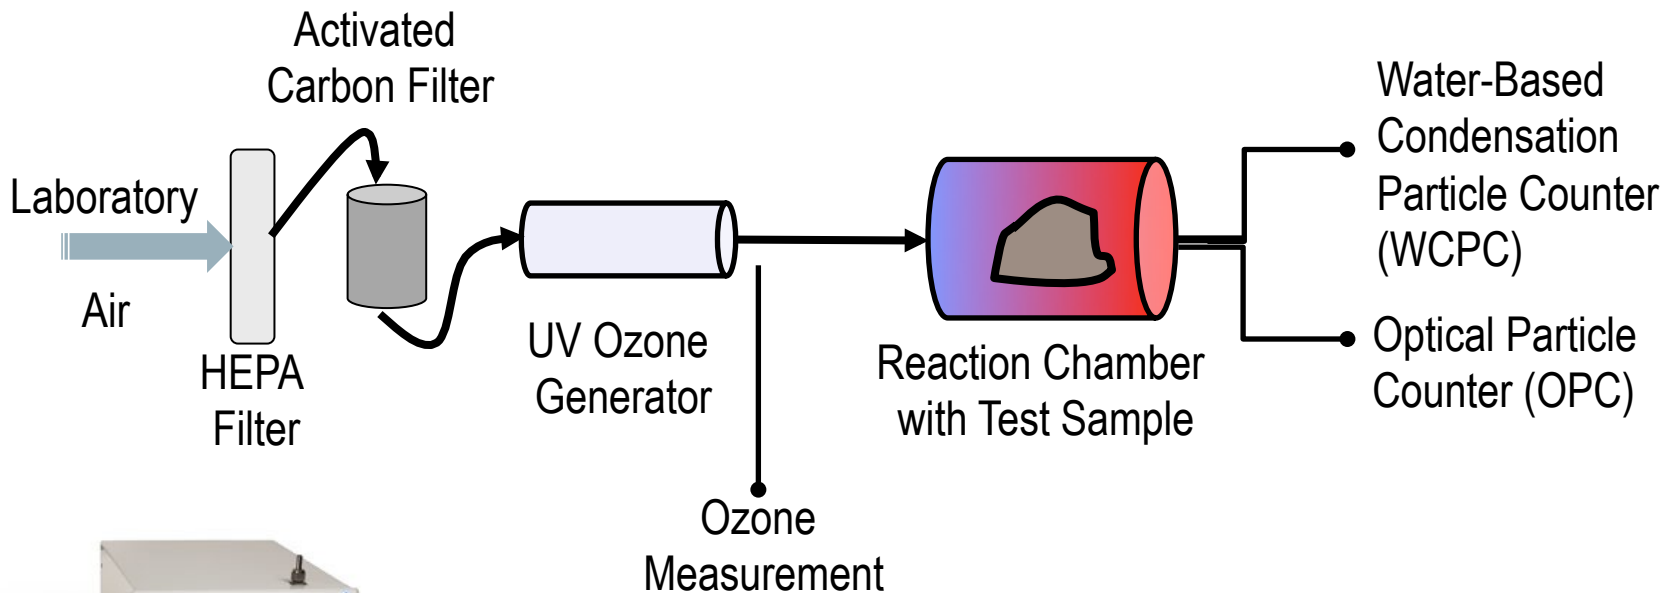 Activated
Carbon Filter
Laboratory
Air
HEPA
Filter
UV Ozone
Generator
Ozone
Measurement
Reaction Chamber
with Test Sample
Water-Based
Condensation
Particle Counter
(WCPC)
Optical Particle
Counter (OPC)